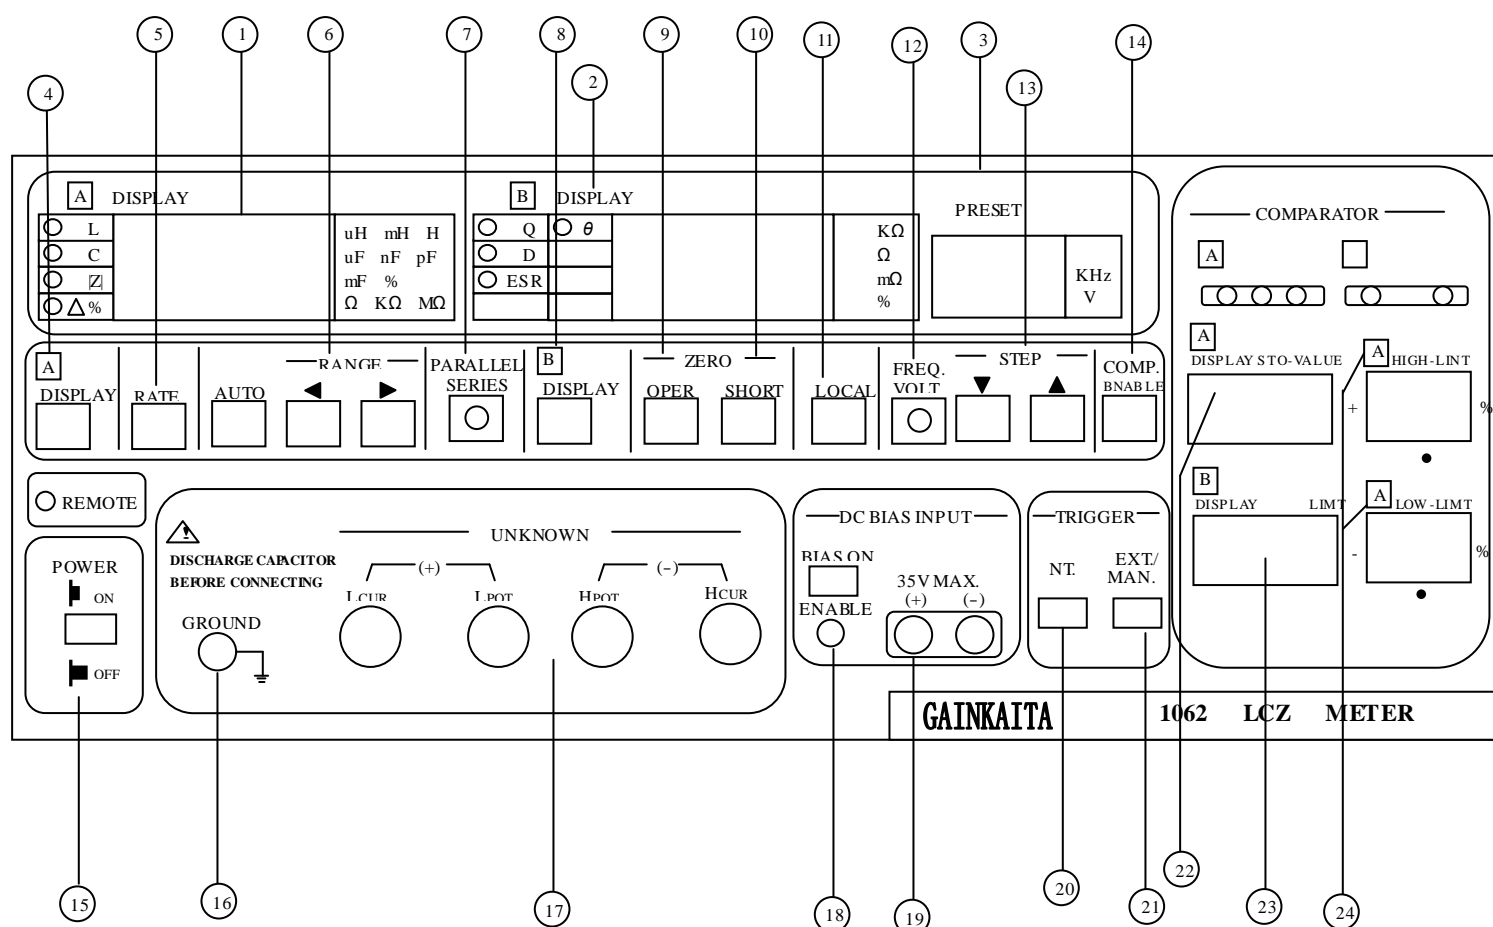 5
1
6
7
8
9
10
11
12
3
14
4
2
13
A DISPLAY
B DISPLAY
PRESET
COMPARATOR
L
C
|Z|
△%
uH mH H
uF nF pF
mF %
Ω KΩ MΩ
Q θ
D
ESR
KΩ
Ω
mΩ
%
KHz
V
A
A
DISPLAY STO-VALUE
A
HIGH-LINT
+
%
B
DISPLAY LIMT
A
LOW-LIMT
-
%
A
DISPLAY
RATE
AUTO
RANGE
◀ ▶
PARALLEL
SERIES
B
DISPLAY
ZERO
OPER SHORT
LOCAL
FREQ.
VOLT
STEP
▼ ▲
COMP.
BNABLE
REMOTE
POWER
ON
OFF
DISCHARGE CAPACITOR
BEFORE CONNECTING
GROUND
UNKNOWN
(+) (-)
LCUR LPOT HPOT HCUR
DC BIAS INPUT
BIAS ON
ENABLE
35V MAX.
(+) (-)
TRIGGER
NT.
EXT./
MAN.
GAINKAITA 1062 LCZ METER
15
16
17
18
19
20
21
22
23
24